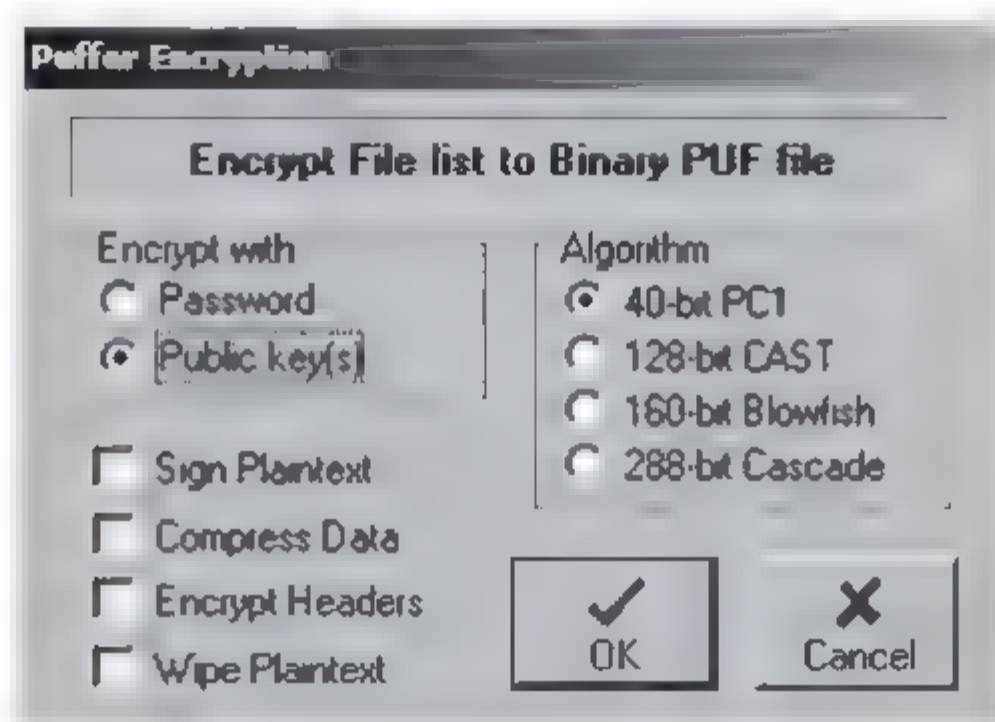 Puffer Encryption
Encrypt File list to Binary PUF file
Encrypt with
Password
Public key(s)
Sign Plaintext
Compress Data
Encrypt Headers
Wipe Plaintext
Algorithm
40-bit PC1
128-bit CAST
160-bit Blowfish
288-bit Cascade
OK
Cancel